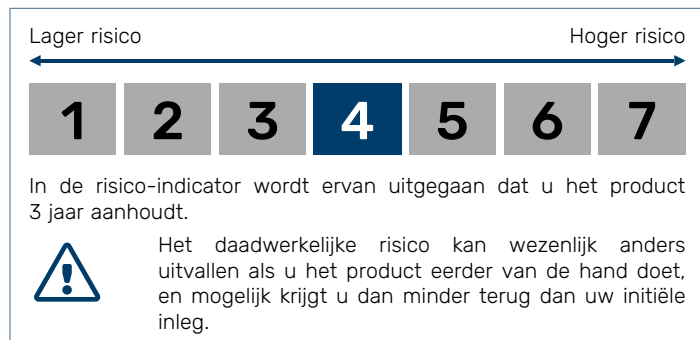 Lager risico Hoger risico
1 2 3 4 5 6 7
In de risico-indicator wordt ervan uitgegaan dat u het product
3 jaar aanhoudt.
Het daadwerkelijke risico kan wezenlijk anders
uitvallen als u het product eerder van de hand doet,
en mogelijk krijgt u dan minder terug dan uw initiële
inleg.